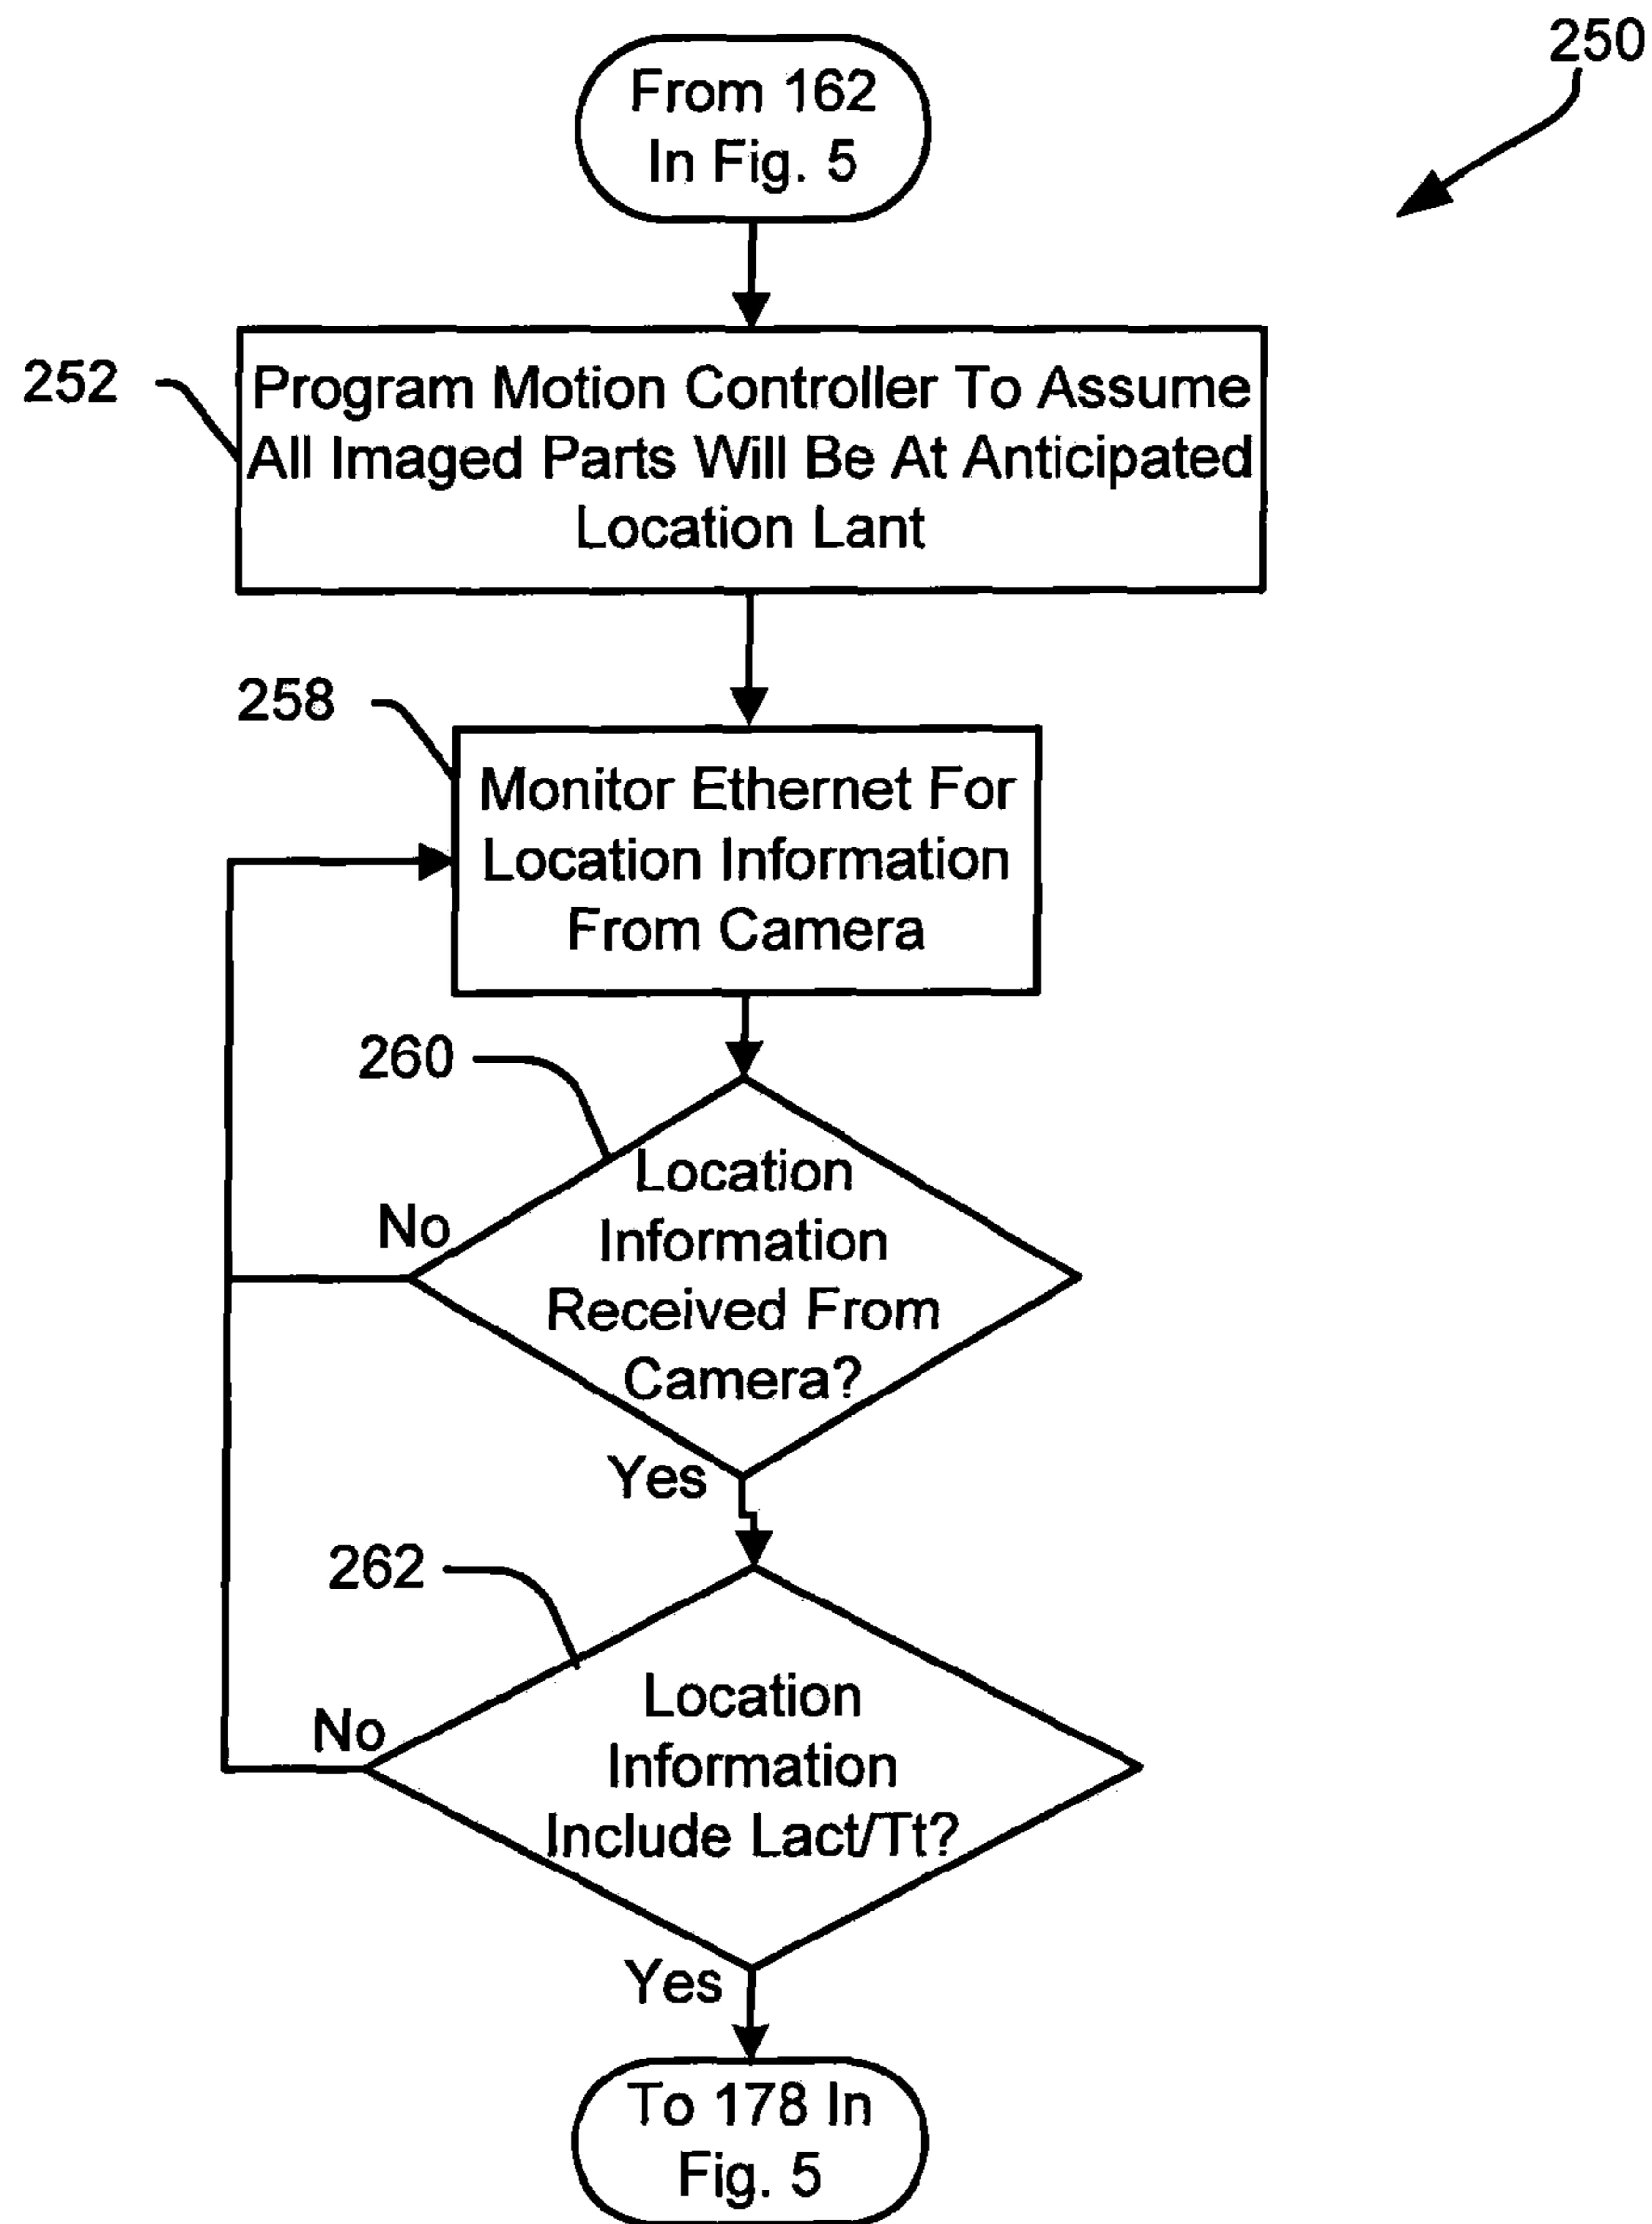 250
From 162
In Fig. 5
252
Program Motion Controller To Assume
All Imaged Parts Will Be At Anticipated
Location Lant
258
Monitor Ethernet For
Location Information
From Camera
260
Location
Information
Received From
Camera?
No
Yes
262
Location
Information
Include Lact/Tt?
No
Yes
To 178 In
Fig. 5